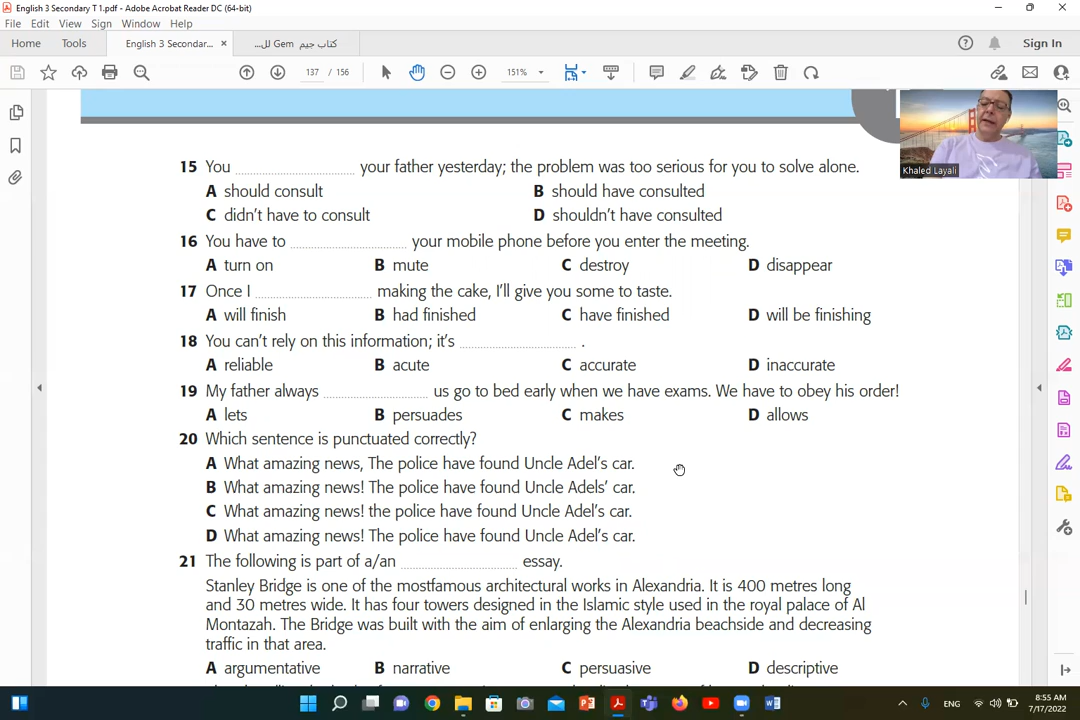 English 3 Secondary T 1.pdf - Adobe Acrobat Reader DC (64-bit)
File Edit View Sign Window Help
Home Tools English 3 Secondar... × كتاب جيم Gem لل... Sign In
137 / 156 151%
Khaled Layali
15 You .................... your father yesterday; the problem was too serious for you to solve alone.
A should consult B should have consulted
C didn't have to consult D shouldn't have consulted
16 You have to .................... your mobile phone before you enter the meeting.
A turn on B mute C destroy D disappear
17 Once I .................... making the cake, I'll give you some to taste.
A will finish B had finished C have finished D will be finishing
18 You can't rely on this information; it's .................... .
A reliable B acute C accurate D inaccurate
19 My father always .................... us go to bed early when we have exams. We have to obey his order!
A lets B persuades C makes D allows
20 Which sentence is punctuated correctly?
A What amazing news, The police have found Uncle Adel's car.
B What amazing news! The police have found Uncle Adels' car.
C What amazing news! the police have found Uncle Adel's car.
D What amazing news! The police have found Uncle Adel's car.
21 The following is part of a/an .................... essay.
Stanley Bridge is one of the mostfamous architectural works in Alexandria. It is 400 metres long
and 30 metres wide. It has four towers designed in the Islamic style used in the royal palace of Al
Montazah. The Bridge was built with the aim of enlarging the Alexandria beachside and decreasing
traffic in that area.
A argumentative B narrative C persuasive D descriptive
ENG 8:55 AM
7/17/2022